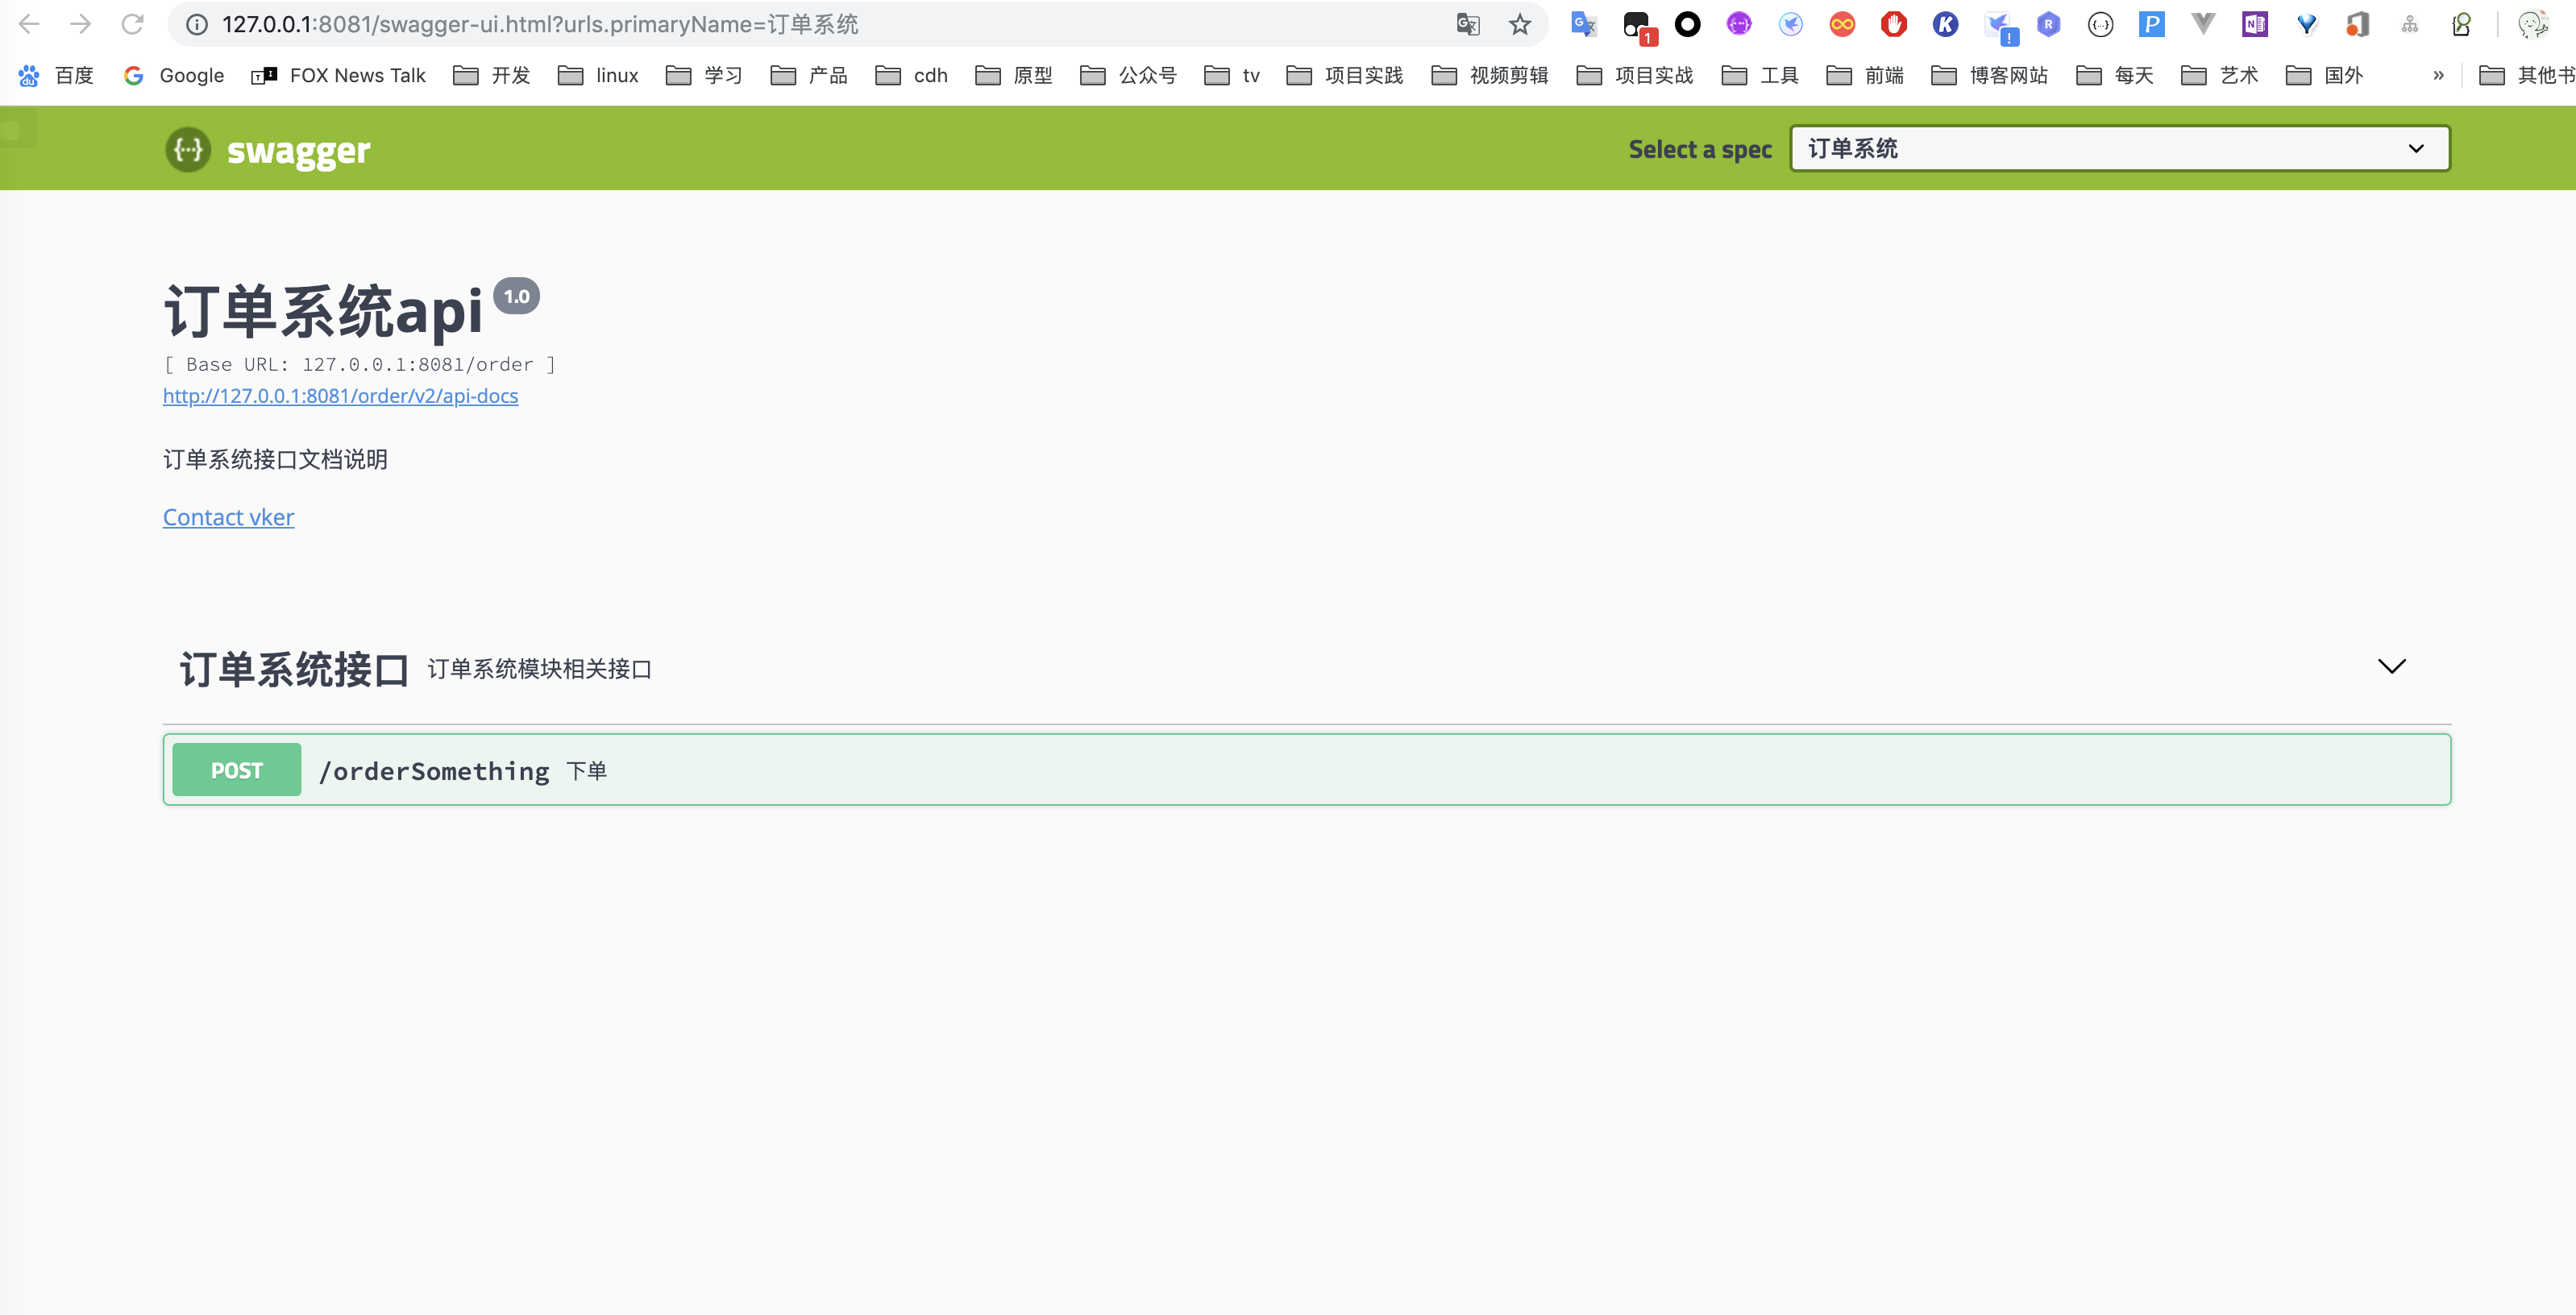 127.0.0.1:8081/swagger-ui.html?urls.primaryName=订单系统
1
!
百度 Google FOX News Talk 开发 linux 学习 产品 cdh 原型 公众号 tv 项目实践 视频剪辑 项目实战 工具 前端 博客网站 每天 艺术 国外 » 其他书
swagger
Select a spec 订单系统
订单系统api 1.0
[ Base URL: 127.0.0.1:8081/order ]
http://127.0.0.1:8081/order/v2/api-docs
订单系统接口文档说明
Contact vker
订单系统接口 订单系统模块相关接口
POST /orderSomething 下单